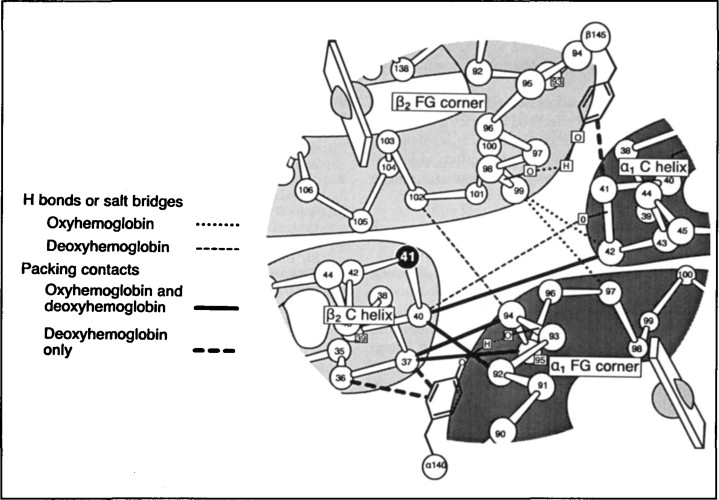 H bonds or salt bridges
Oxyhemoglobin
Deoxyhemoglobin
Packing contacts
Oxyhemoglobin and
deoxyhemoglobin
Deoxyhemoglobin
only
β145
94
138
92
95
93
β₂ FG corner
96
O
103
100
97
38
α₁ C helix
104
98
O
H
40
106
102
101
99
41
44
39
105
0
45
43
42
41
100
44
42
38
96
97
β₂ C helix
40
94
99
39
O
93
H
98
35
37
95
α₁ FG corner
36
92
91
90
α140